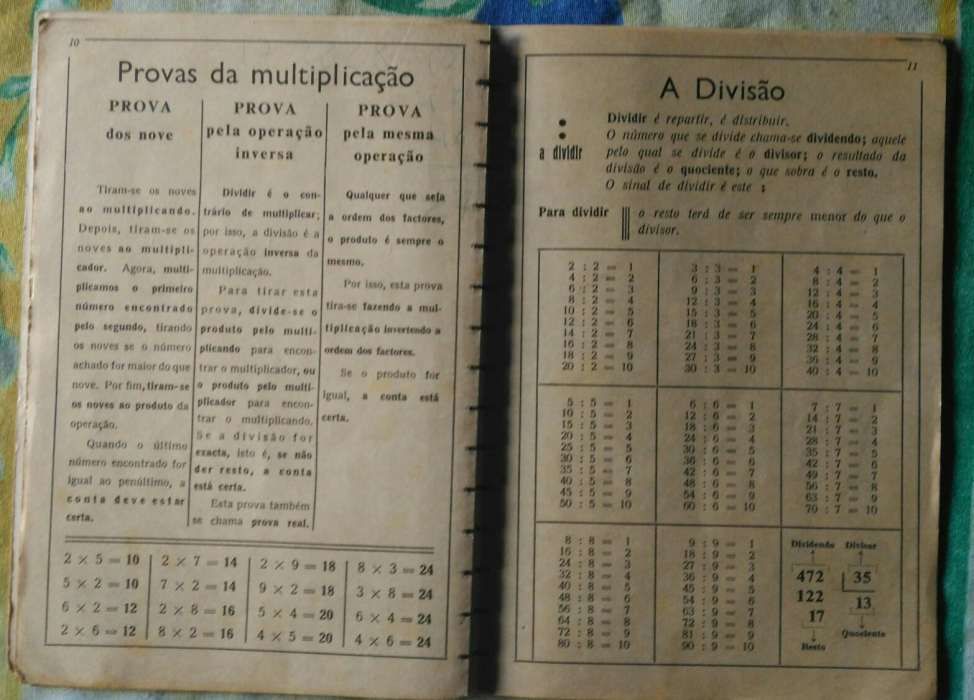 10
Provas da multiplicação
PROVA
dos nove
Tiram-se os noves
ao multiplicando.
Depois, tiram-se os
noves ao multipli-
cador. Agora, multi-
plicamos o primeiro
número encontrado
pelo segundo, tirando
os noves se o número
achado for maior do que
nove. Por fim, tiram-se
os noves ao produto da
operação.
Quando o último
número encontrado for
igual ao penúltimo, a
conta deve estar
certa.
PROVA
pela operação
inversa
Dividir é o con-
trário de multiplicar;
por isso, a divisão é a
operação inversa da
multiplicação.
Para tirar esta
prova, divide-se o
produto pelo multi-
plicando para encon-
trar o multiplicador, ou
o produto pelo multi-
plicador para encon-
trar o multiplicando.
Se a divisão for
exacta, isto é, se não
der resto, a conta
está certa.
Esta prova também
se chama prova real.
PROVA
pela mesma
operação
Qualquer que seja
a ordem dos factores,
o produto é sempre o
mesmo.
Por isso, esta prova
tira-se fazendo a mul-
tiplicação invertendo a
ordem dos factores.
Se o produto for
igual, a conta está
certa.
2 × 5 = 10
5 × 2 = 10
6 × 2 = 12
2 × 6 = 12
2 × 7 = 14
7 × 2 = 14
2 × 8 = 16
8 × 2 = 16
2 × 9 = 18
9 × 2 = 18
5 × 4 = 20
4 × 5 = 20
8 × 3 = 24
3 × 8 = 24
6 × 4 = 24
4 × 6 = 24
11
A Divisão
:
a dividir
Dividir é repartir, é distribuir.
O número que se divide chama-se dividendo; aquele
pelo qual se divide é o divisor; o resultado da
divisão é o quociente; o que sobra é o resto.
O sinal de dividir é este :
Para dividir
o resto terá de ser sempre menor do que o
divisor.
2 : 2 = 1
4 : 2 = 2
6 : 2 = 3
8 : 2 = 4
10 : 2 = 5
12 : 2 = 6
14 : 2 = 7
16 : 2 = 8
18 : 2 = 9
20 : 2 = 10
3 : 3 = 1
6 : 3 = 2
9 : 3 = 3
12 : 3 = 4
15 : 3 = 5
18 : 3 = 6
21 : 3 = 7
24 : 3 = 8
27 : 3 = 9
30 : 3 = 10
4 : 4 = 1
8 : 4 = 2
12 : 4 = 3
16 : 4 = 4
20 : 4 = 5
24 : 4 = 6
28 : 4 = 7
32 : 4 = 8
36 : 4 = 9
40 : 4 = 10
5 : 5 = 1
10 : 5 = 2
15 : 5 = 3
20 : 5 = 4
25 : 5 = 5
30 : 5 = 6
35 : 5 = 7
40 : 5 = 8
45 : 5 = 9
50 : 5 = 10
6 : 6 = 1
12 : 6 = 2
18 : 6 = 3
24 : 6 = 4
30 : 6 = 5
36 : 6 = 6
42 : 6 = 7
48 : 6 = 8
54 : 6 = 9
60 : 6 = 10
7 : 7 = 1
14 : 7 = 2
21 : 7 = 3
28 : 7 = 4
35 : 7 = 5
42 : 7 = 6
49 : 7 = 7
56 : 7 = 8
63 : 7 = 9
70 : 7 = 10
8 : 8 = 1
16 : 8 = 2
24 : 8 = 3
32 : 8 = 4
40 : 8 = 5
48 : 8 = 6
56 : 8 = 7
64 : 8 = 8
72 : 8 = 9
80 : 8 = 10
9 : 9 = 1
18 : 9 = 2
27 : 9 = 3
36 : 9 = 4
45 : 9 = 5
54 : 9 = 6
63 : 9 = 7
72 : 9 = 8
81 : 9 = 9
90 : 9 = 10
Dividendo Divisor
472 35
122 13
17
Quociente
Resto